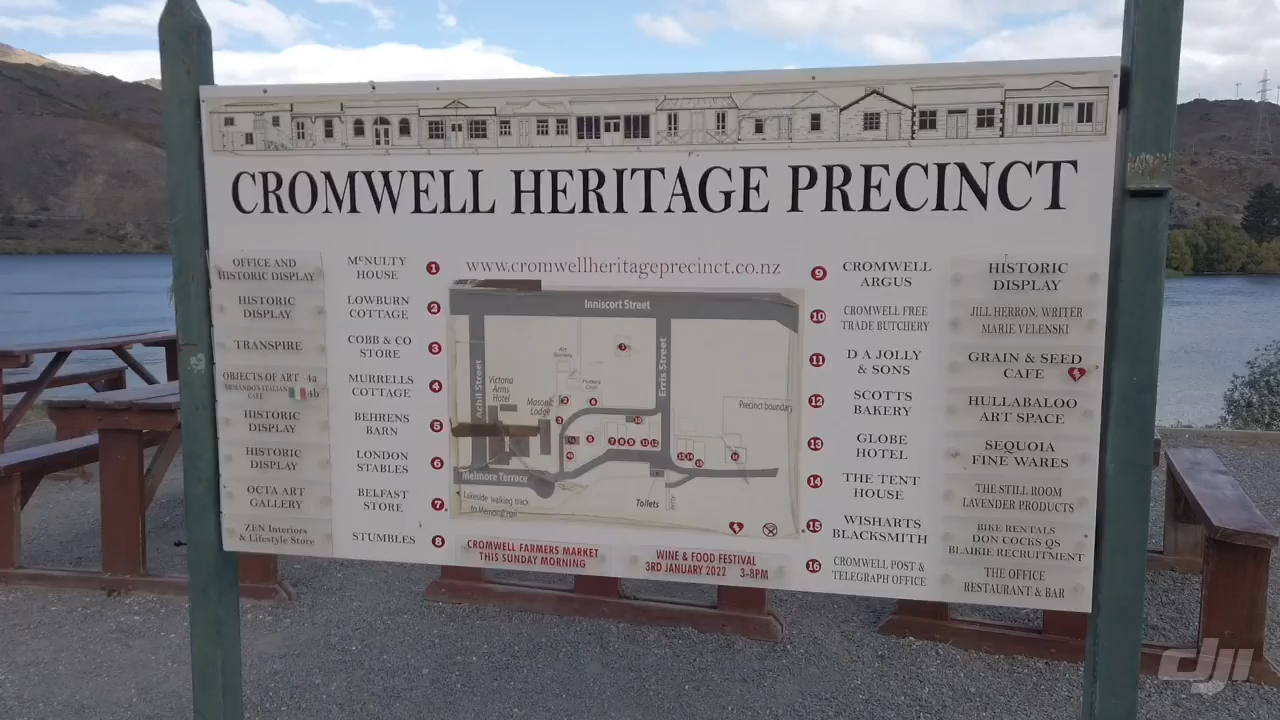 CROMWELL HERITAGE PRECINCT
www.cromwellheritageprecinct.co.nz
OFFICE AND
HISTORIC DISPLAY
McNULTY
HOUSE
1
HISTORIC
DISPLAY
LOWBURN
COTTAGE
2
TRANSPIRE
COBB & CO
STORE
3
OBJECTS OF ART 4a
ARMANDO'S ITALIAN
CAFE 4b
MURRELLS
COTTAGE
4
HISTORIC
DISPLAY
BEHRENS
BARN
5
HISTORIC
DISPLAY
LONDON
STABLES
6
OCTA ART
GALLERY
BELFAST
STORE
7
ZEN Interiors
& Lifestyle Store
STUMBLES
8
Inniscort Street
Achil Street
Erris Street
Victoria
Arms
Hotel
Masonic
Lodge
Precinct boundary
Melmore Terrace
Lakeside walking track
to Memorial Hall
Toilets
CROMWELL FARMERS MARKET
THIS SUNDAY MORNING
WINE & FOOD FESTIVAL
3RD JANUARY 2022 3-8PM
9
CROMWELL
ARGUS
HISTORIC
DISPLAY
10
CROMWELL FREE
TRADE BUTCHERY
JILL HERRON, WRITER
MARIE VELENSKI
11
D A JOLLY
& SONS
GRAIN & SEED
CAFE
12
SCOTTS
BAKERY
HULLABALOO
ART SPACE
13
GLOBE
HOTEL
SEQUOIA
FINE WARES
14
THE TENT
HOUSE
THE STILL ROOM
LAVENDER PRODUCTS
15
WISHARTS
BLACKSMITH
BIKE RENTALS
DON COCKS QS
BLAIKIE RECRUITMENT
16
CROMWELL POST &
TELEGRAPH OFFICE
THE OFFICE
RESTAURANT & BAR
dji